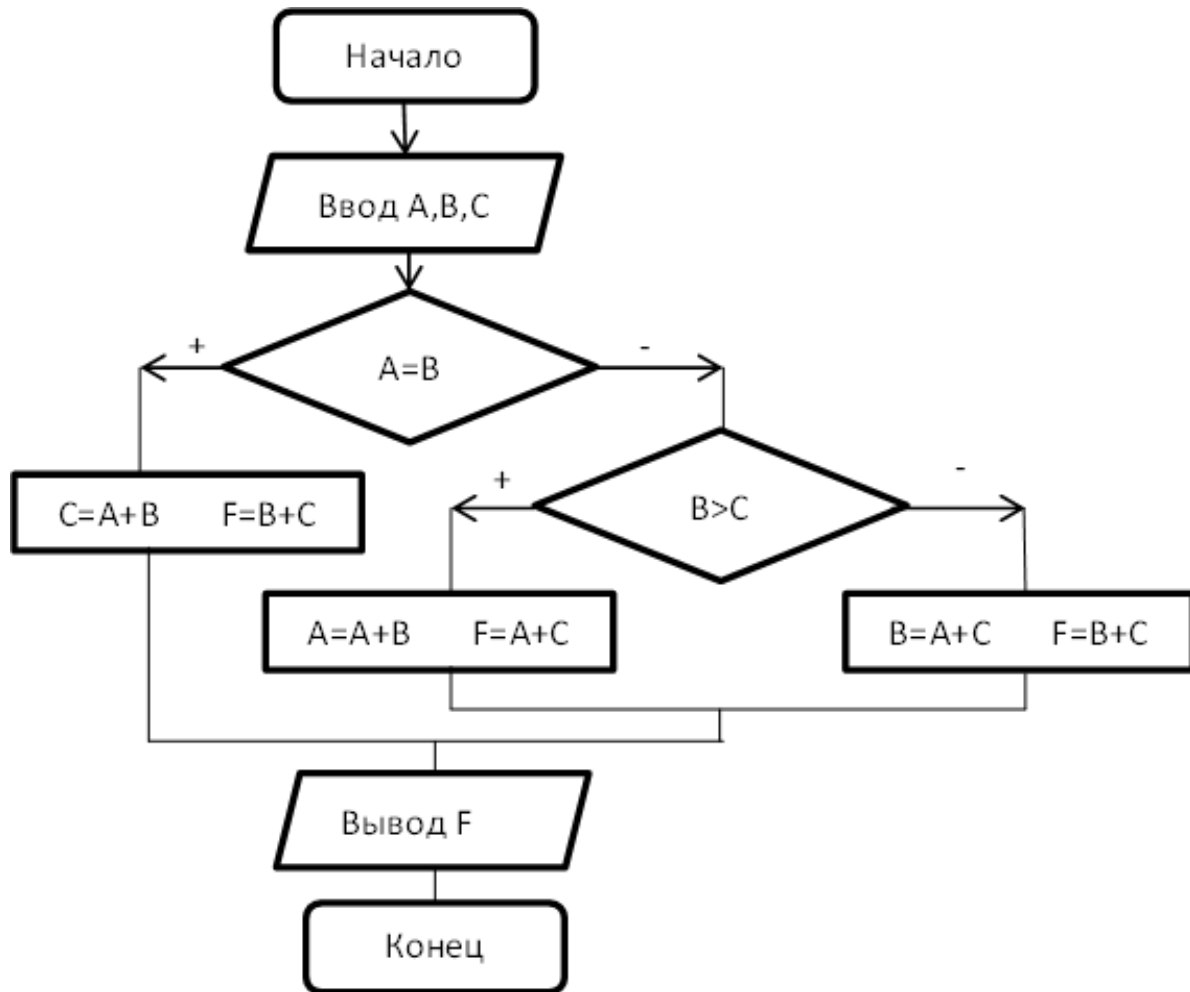 Начало
Ввод A,B,C
+
-
A=B
+
-
B>C
C=A+B F=B+C
A=A+B F=A+C
B=A+C F=B+C
Вывод F
Конец